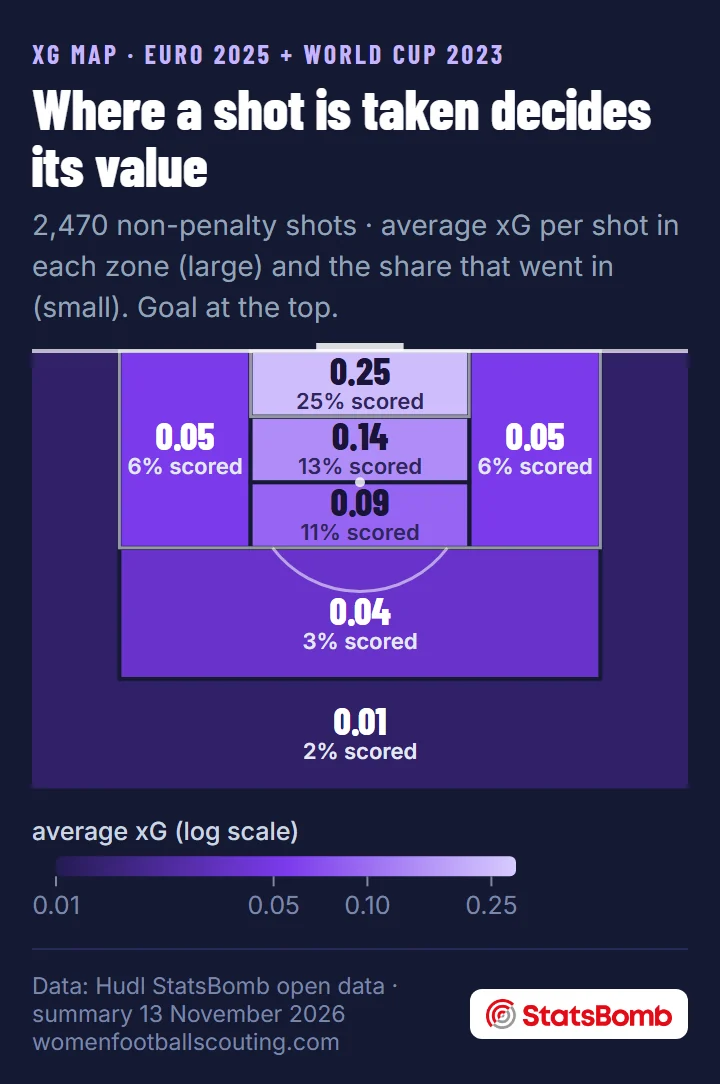 XG MAP · EURO 2025 + WORLD CUP 2023
Where a shot is taken decides
its value
2,470 non-penalty shots · average xG per shot in
each zone (large) and the share that went in
(small). Goal at the top.
0.25
25% scored
0.05
6% scored
0.14
13% scored
0.05
6% scored
0.09
11% scored
0.04
3% scored
0.01
2% scored
average xG (log scale)
0.01 0.05 0.10 0.25
Data: Hudl StatsBomb open data ·
summary 13 November 2026
womenfootballscouting.com
StatsBomb